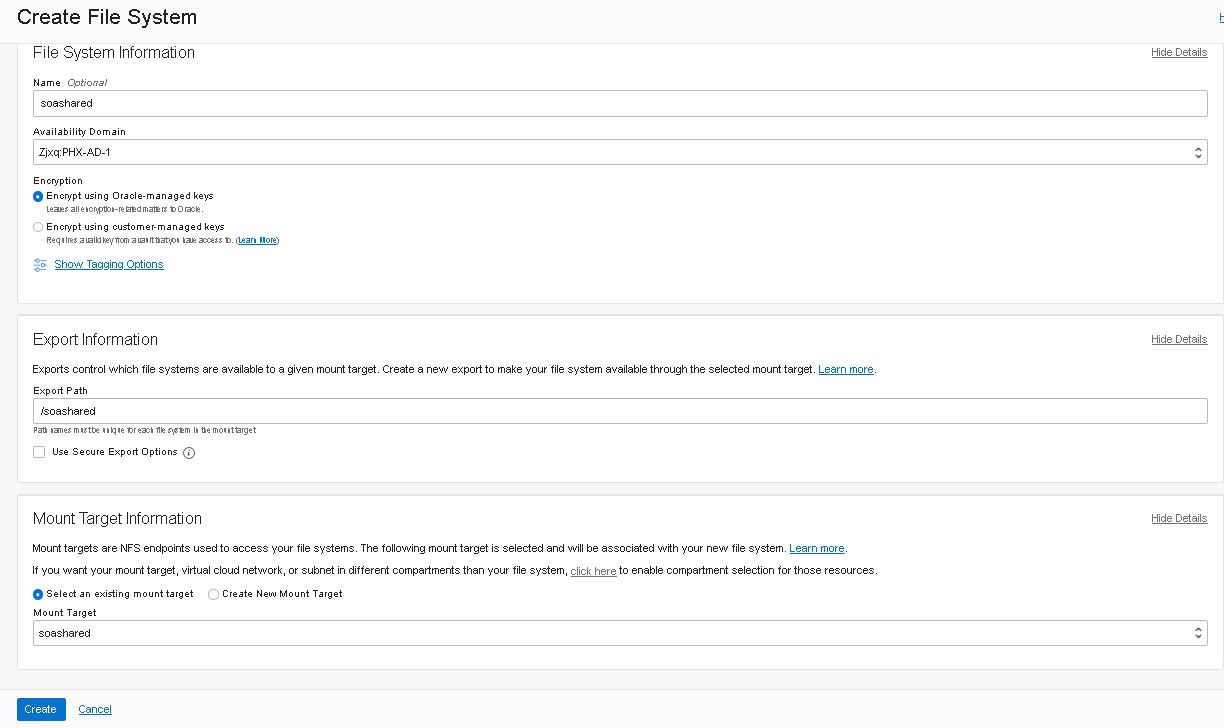 Create File System
File System Information
Hide Details
Name Optional
soashared
Availability Domain
Zjxq:PHX-AD-1
Encryption
Encrypt using Oracle-managed keys
Leaves all encryption-related matters to Oracle.
Encrypt using customer-managed keys
Requires a valid key from a vault that you have access to. (Learn More)
Show Tagging Options
Export Information
Hide Details
Exports control which file systems are available to a given mount target. Create a new export to make your file system available through the selected mount target. Learn more.
Export Path
/soashared
Path names must be unique for each file system in the mount target
Use Secure Export Options
Mount Target Information
Hide Details
Mount targets are NFS endpoints used to access your file systems. The following mount target is selected and will be associated with your new file system. Learn more.
If you want your mount target, virtual cloud network, or subnet in different compartments than your file system, click here to enable compartment selection for those resources.
Select an existing mount target Create New Mount Target
Mount Target
soashared
Create Cancel